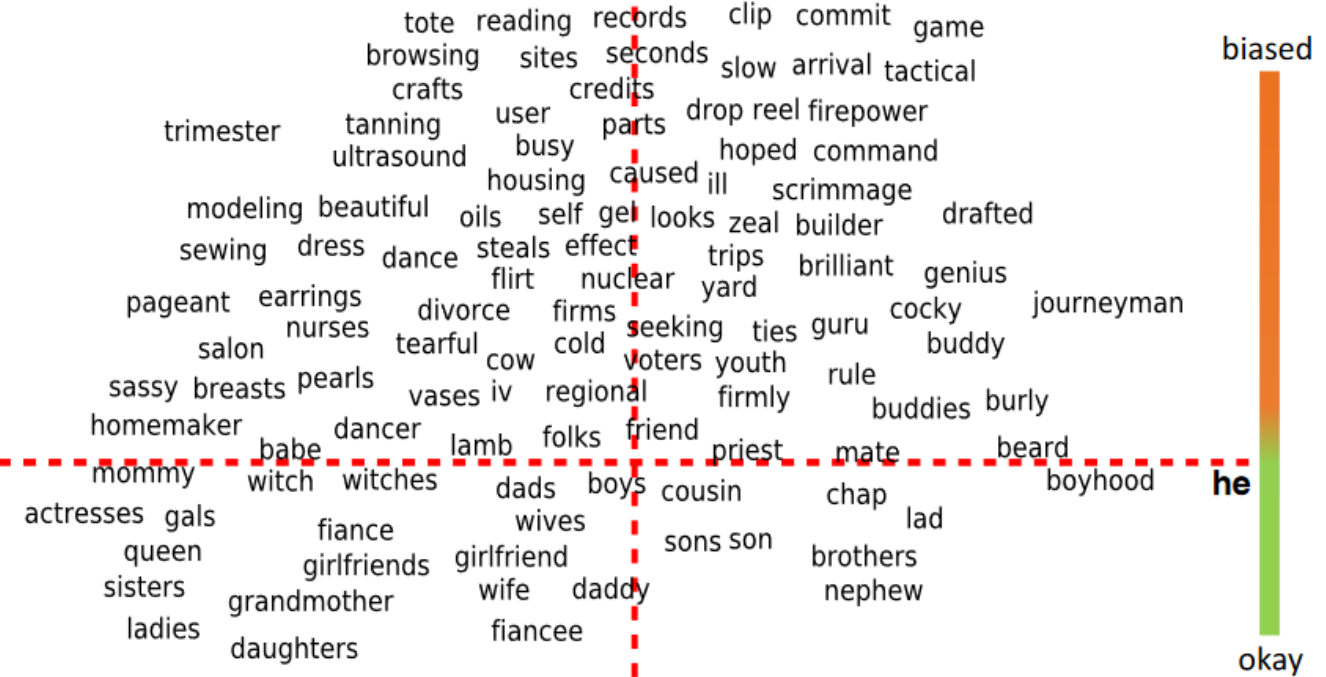 tote reading records clip commit game
biased
browsing sites seconds slow arrival tactical
crafts credits
drop reel firepower
trimester tanning user parts
ultrasound busy hoped command
housing caused ill scrimmage
modeling beautiful oils self gel looks zeal builder drafted
sewing dress dance steals effect trips brilliant genius
flirt nuclear yard
pageant earrings divorce firms cocky journeyman
nurses seeking ties guru
salon tearful cow cold voters youth buddy
sassy breasts pearls vases iv regional firmly rule
buddies burly
homemaker dancer folks friend
babe lamb priest mate beard
mommy witch witches dads boys cousin chap boyhood he
actresses gals fiance wives lad
queen girlfriends girlfriend sons son brothers
sisters grandmother wife daddy nephew
ladies daughters fiancee
okay